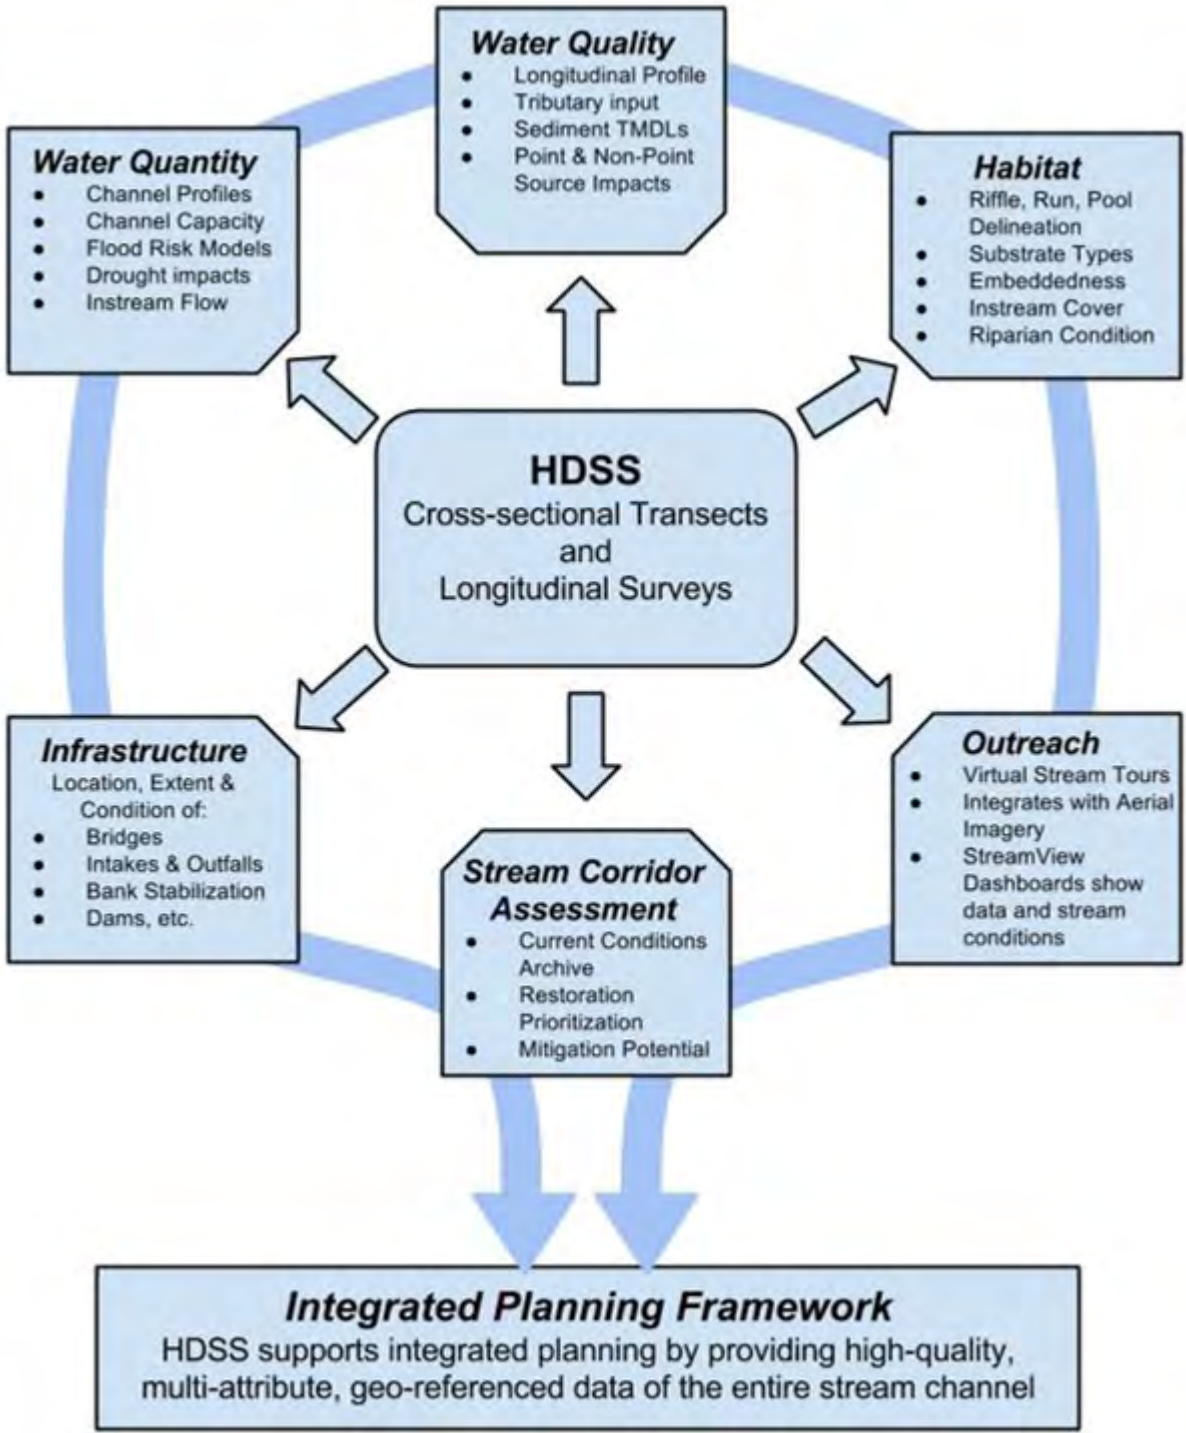 Water Quality
● Longitudinal Profile
● Tributary input
● Sediment TMDLs
● Point & Non-Point
Source Impacts
Water Quantity
● Channel Profiles
● Channel Capacity
● Flood Risk Models
● Drought impacts
● Instream Flow
Habitat
● Riffle, Run, Pool
Delineation
● Substrate Types
● Embeddedness
● Instream Cover
● Riparian Condition
HDSS
Cross-sectional Transects
and
Longitudinal Surveys
Infrastructure
Location, Extent &
Condition of:
● Bridges
● Intakes & Outfalls
● Bank Stabilization
● Dams, etc.
Stream Corridor
Assessment
● Current Conditions
Archive
● Restoration
Prioritization
● Mitigation Potential
Outreach
● Virtual Stream Tours
● Integrates with Aerial
Imagery
● StreamView
Dashboards show
data and stream
conditions
Integrated Planning Framework
HDSS supports integrated planning by providing high-quality,
multi-attribute, geo-referenced data of the entire stream channel